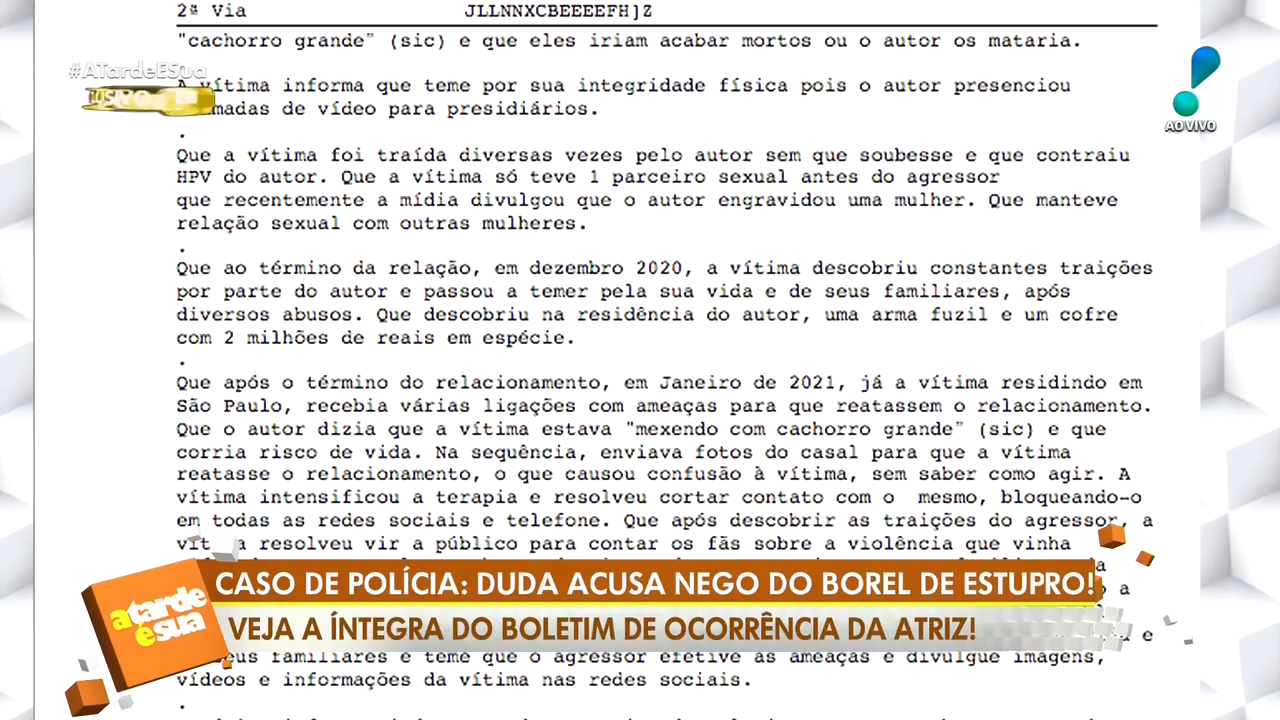 2ª Via JLLNNXCBEEEEFH]Z
"cachorro grande" (sic) e que eles iriam acabar mortos ou o autor os mataria.
#ATardeESua
A vítima informa que teme por sua integridade física pois o autor presenciou
madas de vídeo para presidiários.
AO VIVO
.
Que a vítima foi traída diversas vezes pelo autor sem que soubesse e que contraiu
HPV do autor. Que a vítima só teve 1 parceiro sexual antes do agressor
que recentemente a mídia divulgou que o autor engravidou uma mulher. Que manteve
relação sexual com outras mulheres.
.
Que ao término da relação, em dezembro 2020, a vítima descobriu constantes traições
por parte do autor e passou a temer pela sua vida e de seus familiares, após
diversos abusos. Que descobriu na residência do autor, uma arma fuzil e um cofre
com 2 milhões de reais em espécie.
.
Que após o término do relacionamento, em Janeiro de 2021, já a vítima residindo em
São Paulo, recebia várias ligações com ameaças para que reatassem o relacionamento.
Que o autor dizia que a vítima estava "mexendo com cachorro grande" (sic) e que
corria risco de vida. Na sequência, enviava fotos do casal para que a vítima
reatasse o relacionamento, o que causou confusão à vítima, sem saber como agir. A
vítima intensificou a terapia e resolveu cortar contato com o mesmo, bloqueando-o
em todas as redes sociais e telefone. Que após descobrir as traições do agressor, a
vit a resolveu vir a público para contar os fãs sobre a violência que vinha
a tarde é sua
CASO DE POLÍCIA: DUDA ACUSA NEGO DO BOREL DE ESTUPRO!
VEJA A ÍNTEGRA DO BOLETIM DE OCORRÊNCIA DA ATRIZ!
seus familiares e teme que o agressor efetive as ameaças e divulgue imagens,
vídeos e informações da vítima nas redes sociais.
.